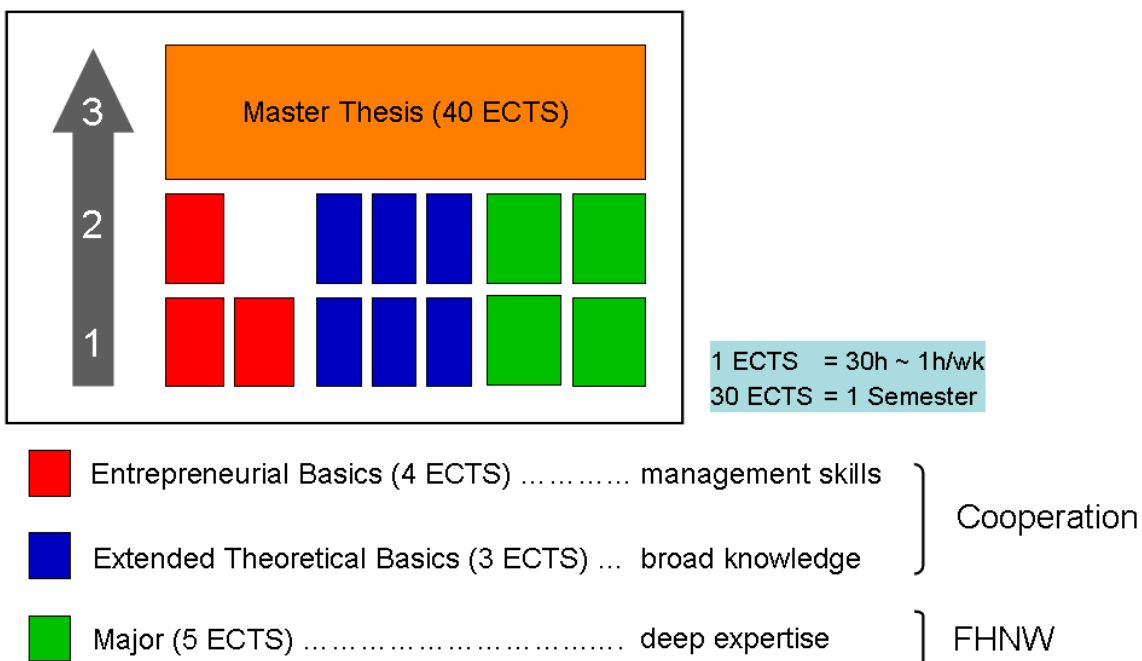 3
Master Thesis (40 ECTS)
2
1
1 ECTS = 30h ~ 1h/wk
30 ECTS = 1 Semester
Entrepreneurial Basics (4 ECTS) ………… management skills
Cooperation
Extended Theoretical Basics (3 ECTS) … broad knowledge
Major (5 ECTS) …………………………. deep expertise
FHNW